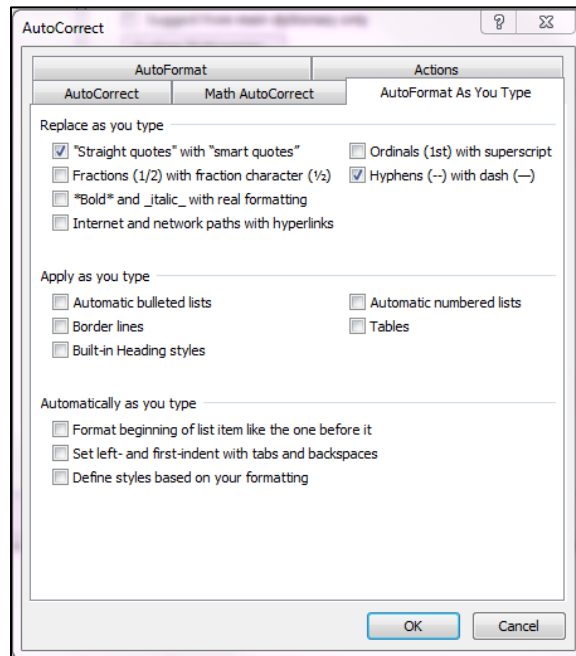 AutoCorrect
AutoFormat Actions
AutoCorrect Math AutoCorrect AutoFormat As You Type
Replace as you type
"Straight quotes" with “smart quotes” Ordinals (1st) with superscript
Fractions (1/2) with fraction character (½) Hyphens (--) with dash (—)
*Bold* and _italic_ with real formatting
Internet and network paths with hyperlinks
Apply as you type
Automatic bulleted lists Automatic numbered lists
Border lines Tables
Built-in Heading styles
Automatically as you type
Format beginning of list item like the one before it
Set left- and first-indent with tabs and backspaces
Define styles based on your formatting
OK Cancel